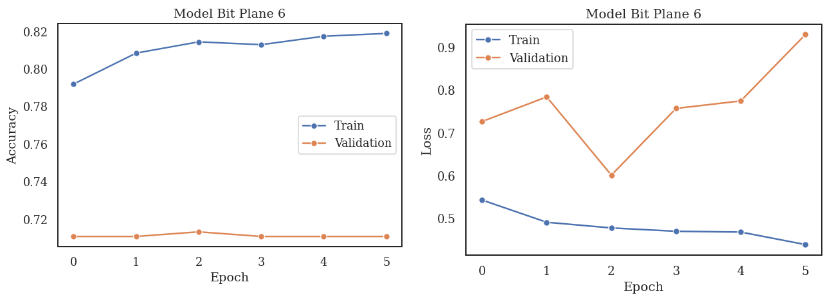 Model Bit Plane 6
0.82
0.80
0.78
0.76
0.74
0.72
Accuracy
Train
Validation
0 1 2 3 4 5
Epoch
Model Bit Plane 6
0.9
0.8
0.7
0.6
0.5
Loss
Train
Validation
0 1 2 3 4 5
Epoch